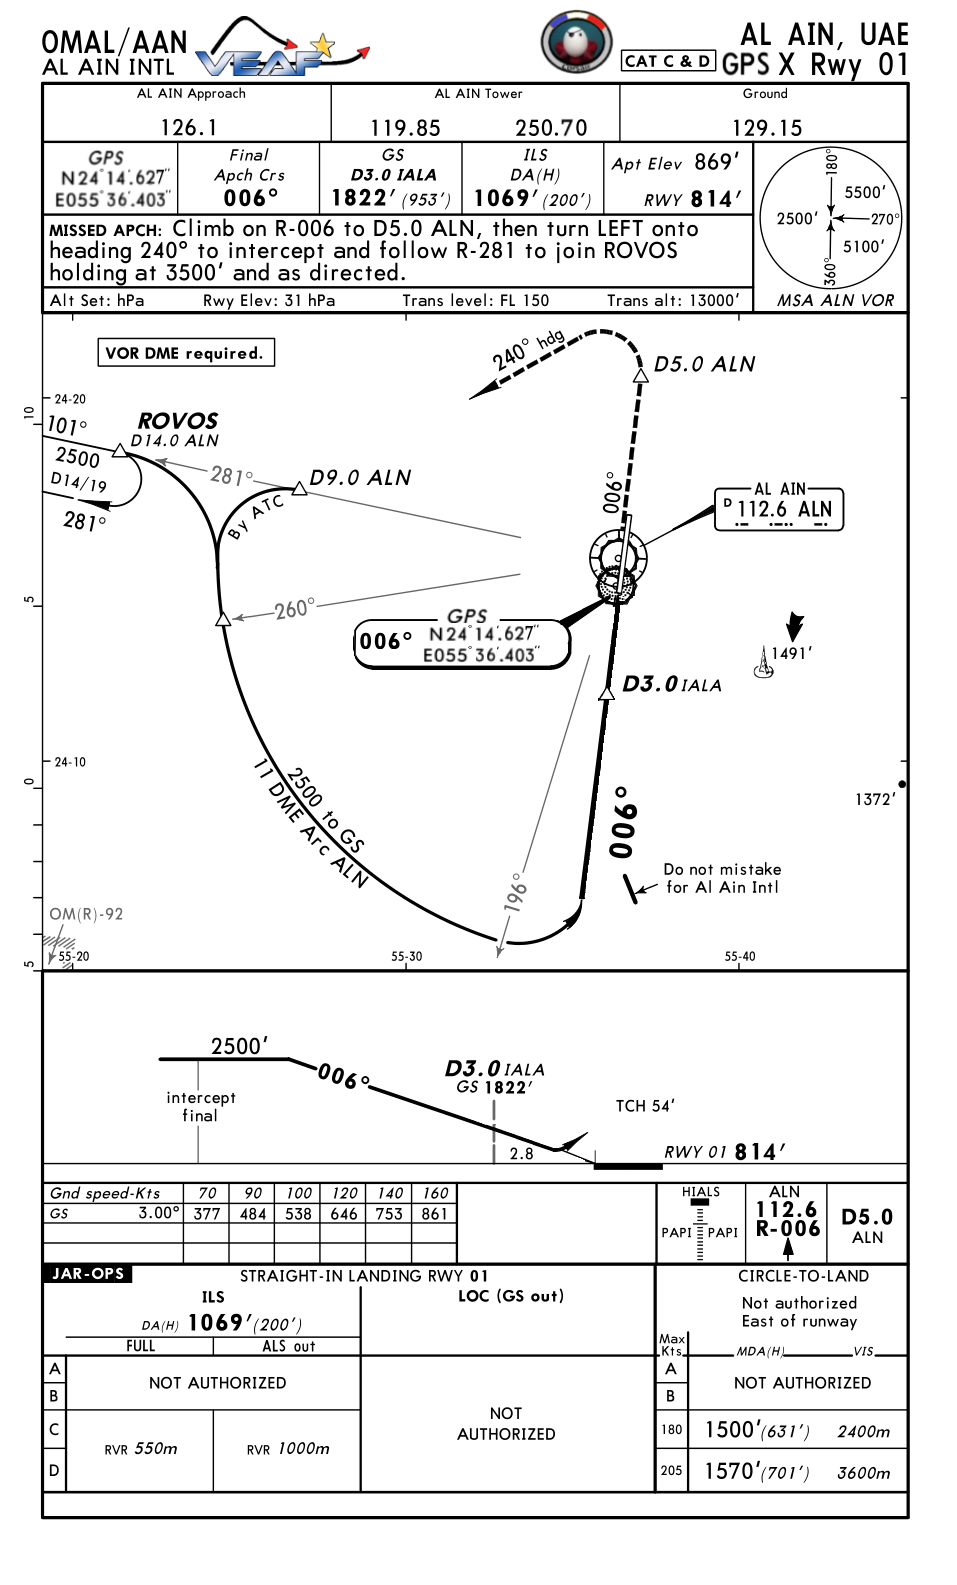 OMAL/AAN
AL AIN INTL
VEAF
CAT C & D
AL AIN, UAE
GPS X Rwy 01
AL AIN Approach
126.1
AL AIN Tower
119.85 250.70
Ground
129.15
GPS
N24°14'.627"
E055°36'.403"
Final
Apch Crs
006°
GS
D3.0 IALA
1822' (953')
ILS
DA(H)
1069' (200')
Apt Elev 869'
RWY 814'
180°
5500'
2500'
270°
5100'
360°
MSA ALN VOR
MISSED APCH: Climb on R-006 to D5.0 ALN, then turn LEFT onto
heading 240° to intercept and follow R-281 to join ROVOS
holding at 3500' and as directed.
Alt Set: hPa Rwy Elev: 31 hPa Trans level: FL 150 Trans alt: 13000'
VOR DME required.
240° hdg
D5.0 ALN
10
24-20
101°
ROVOS
D14.0 ALN
2500
D14/19
281°
281°
D9.0 ALN
By ATC
006°
AL AIN
D 112.6 ALN
5
260°
GPS
006° N24°14'.627"
E055°36'.403"
1491'
D3.0 IALA
24-10
0
1372'
2500 to GS
11 DME Arc ALN
006°
196°
Do not mistake
for Al Ain Intl
OM(R)-92
5
55-20
55-30
55-40
2500'
006°
D3.0 IALA
GS 1822'
intercept
final
TCH 54'
2.8
RWY 01 814'
Gnd speed-Kts 70 90 100 120 140 160
GS 3.00° 377 484 538 646 753 861
HIALS
PAPI PAPI
ALN
112.6
R-006
D5.0
ALN
JAR-OPS
STRAIGHT-IN LANDING RWY 01
CIRCLE-TO-LAND
ILS
LOC (GS out)
DA(H) 1069' (200')
Not authorized
East of runway
FULL
ALS out
Max
Kts
MDA(H)
VIS
A
B
NOT AUTHORIZED
A
B
NOT AUTHORIZED
C
D
RVR 550m
RVR 1000m
NOT
AUTHORIZED
180 1500' (631') 2400m
205 1570' (701') 3600m